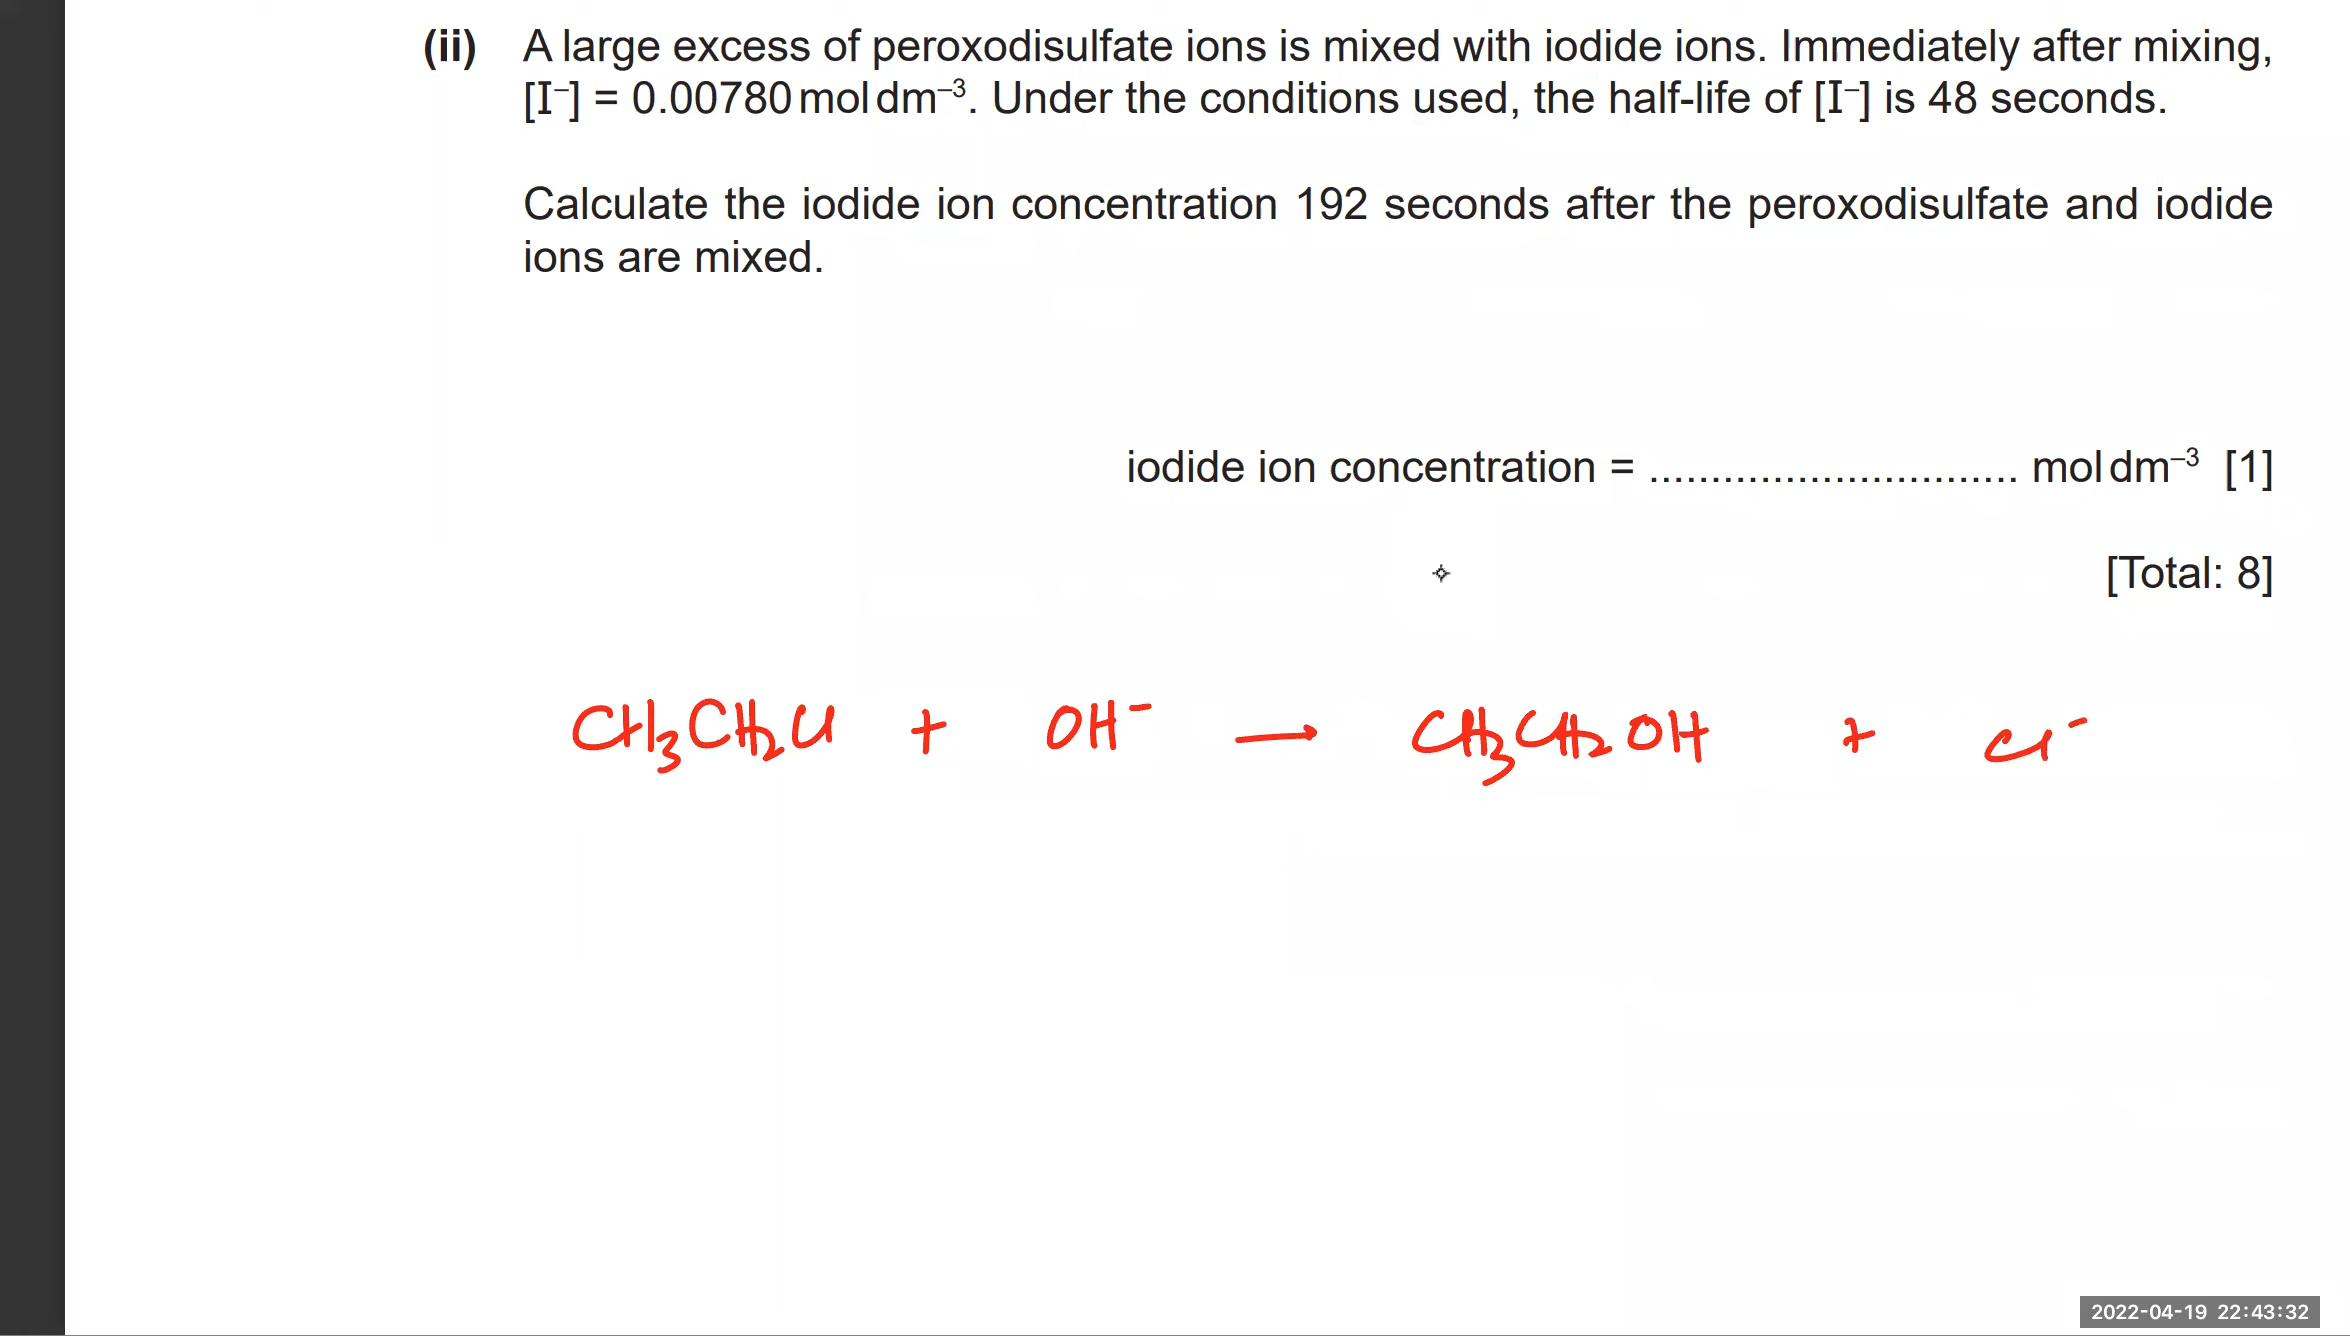 (ii) A large excess of peroxodisulfate ions is mixed with iodide ions. Immediately after mixing,
[I⁻] = 0.00780 mol dm⁻³. Under the conditions used, the half-life of [I⁻] is 48 seconds.
Calculate the iodide ion concentration 192 seconds after the peroxodisulfate and iodide
ions are mixed.
iodide ion concentration = .............................. mol dm⁻³ [1]
[Total: 8]
CH₃CH₂Cl + OH⁻ → CH₃CH₂OH + Cl⁻
2022-04-19 22:43:32